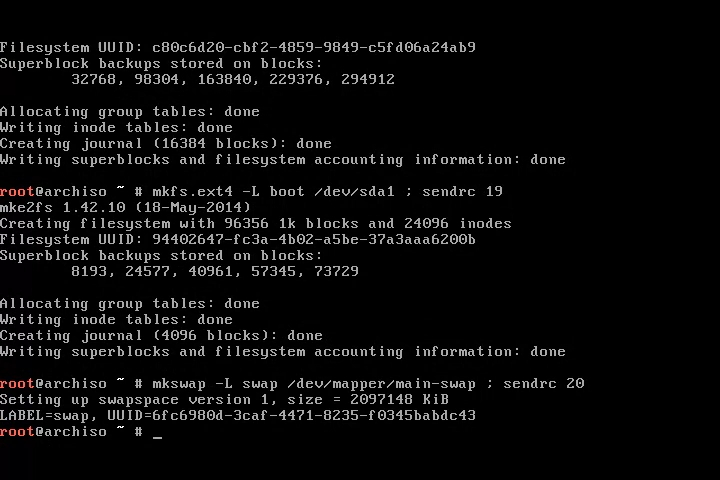 Filesystem UUID: c80c6d20-cbf2-4859-9849-c5fd06a24ab9
Superblock backups stored on blocks:
        32768, 98304, 163840, 229376, 294912

Allocating group tables: done
Writing inode tables: done
Creating journal (16384 blocks): done
Writing superblocks and filesystem accounting information: done

root@archiso ~ # mkfs.ext4 -L boot /dev/sda1 ; sendrc 19
mke2fs 1.42.10 (18-May-2014)
Creating filesystem with 96356 1k blocks and 24096 inodes
Filesystem UUID: 94402647-fc3a-4b02-a5be-37a3aaa6200b
Superblock backups stored on blocks:
        8193, 24577, 40961, 57345, 73729

Allocating group tables: done
Writing inode tables: done
Creating journal (4096 blocks): done
Writing superblocks and filesystem accounting information: done

root@archiso ~ # mkswap -L swap /dev/mapper/main-swap ; sendrc 20
Setting up swapspace version 1, size = 2097148 KiB
LABEL=swap, UUID=6fc6980d-3caf-4471-8235-f0345babdc43
root@archiso ~ # _